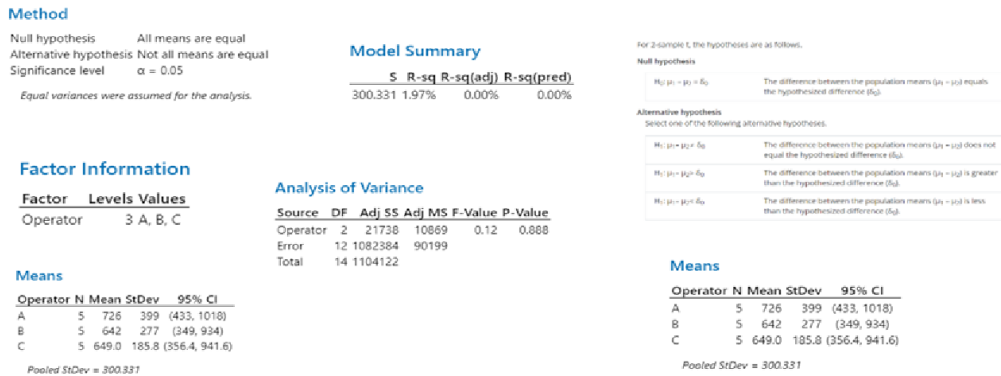 Method
Null hypothesis All means are equal
Alternative hypothesis Not all means are equal
Significance level α = 0.05
Equal variances were assumed for the analysis.
Factor Information
Factor Levels Values
Operator 3 A, B, C
Means
Operator N Mean StDev 95% CI
A 5 726 399 (433, 1018)
B 5 642 277 (349, 934)
C 5 649.0 185.8 (356.4, 941.6)
Pooled StDev = 300.331
Model Summary
S R-sq R-sq(adj) R-sq(pred)
300.331 1.97% 0.00% 0.00%
Analysis of Variance
Source DF Adj SS Adj MS F-Value P-Value
Operator 2 21738 10869 0.12 0.888
Error 12 1082384 90199
Total 14 1104122
For 2-sample t, the hypotheses are as follows.
Null hypothesis
H₀: μ₁ - μ₂ = δ₀ The difference between the population means (μ₁ - μ₂) equals
the hypothesized difference (δ₀).
Alternative hypothesis
Select one of the following alternative hypotheses.
The difference between the population means (μ₁ - μ₂) does not
equal the hypothesized difference (δ₀).
The difference between the population means (μ₁ - μ₂) is greater
than the hypothesized difference (δ₀).
The difference between the population means (μ₁ - μ₂) is less
than the hypothesized difference (δ₀).
Means
Operator N Mean StDev 95% CI
A 5 726 399 (433, 1018)
B 5 642 277 (349, 934)
C 5 649.0 185.8 (356.4, 941.6)
Pooled StDev = 300.331